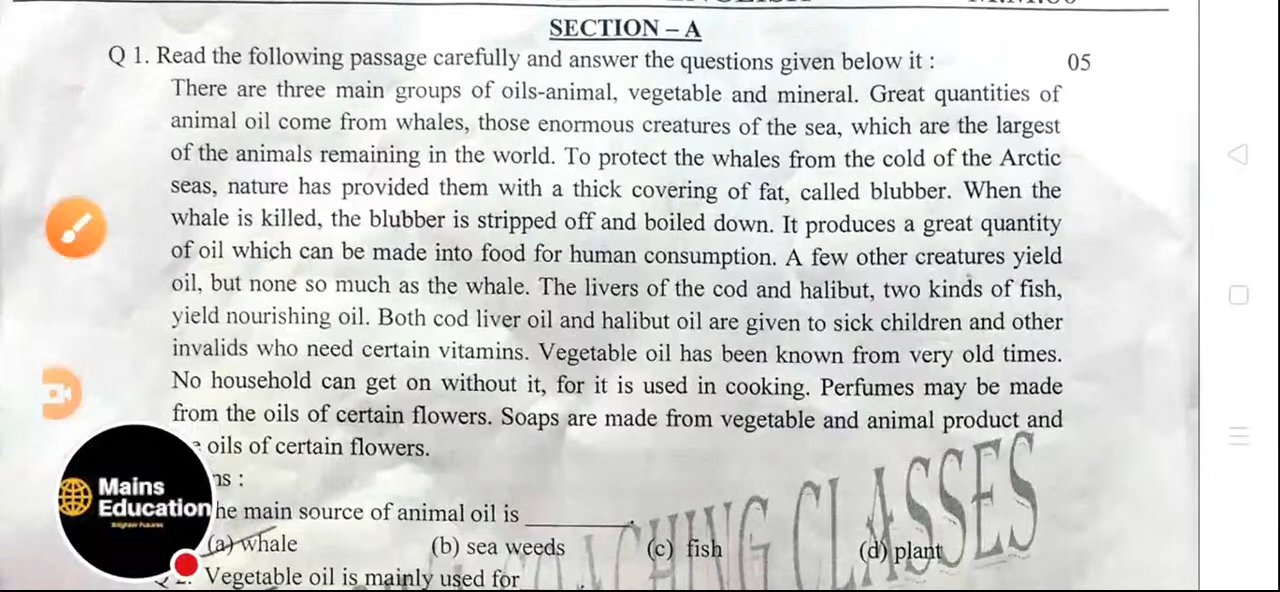 SECTION – A
Q 1. Read the following passage carefully and answer the questions given below it : 05
There are three main groups of oils-animal, vegetable and mineral. Great quantities of
animal oil come from whales, those enormous creatures of the sea, which are the largest
of the animals remaining in the world. To protect the whales from the cold of the Arctic
seas, nature has provided them with a thick covering of fat, called blubber. When the
whale is killed, the blubber is stripped off and boiled down. It produces a great quantity
of oil which can be made into food for human consumption. A few other creatures yield
oil, but none so much as the whale. The livers of the cod and halibut, two kinds of fish,
yield nourishing oil. Both cod liver oil and halibut oil are given to sick children and other
invalids who need certain vitamins. Vegetable oil has been known from very old times.
No household can get on without it, for it is used in cooking. Perfumes may be made
from the oils of certain flowers. Soaps are made from vegetable and animal product and
oils of certain flowers.
Mains
Education
Brighter Futures
main source of animal oil is ________.
(a) whale (b) sea weeds (c) fish (d) plant
CLASSES
Vegetable oil is mainly used for